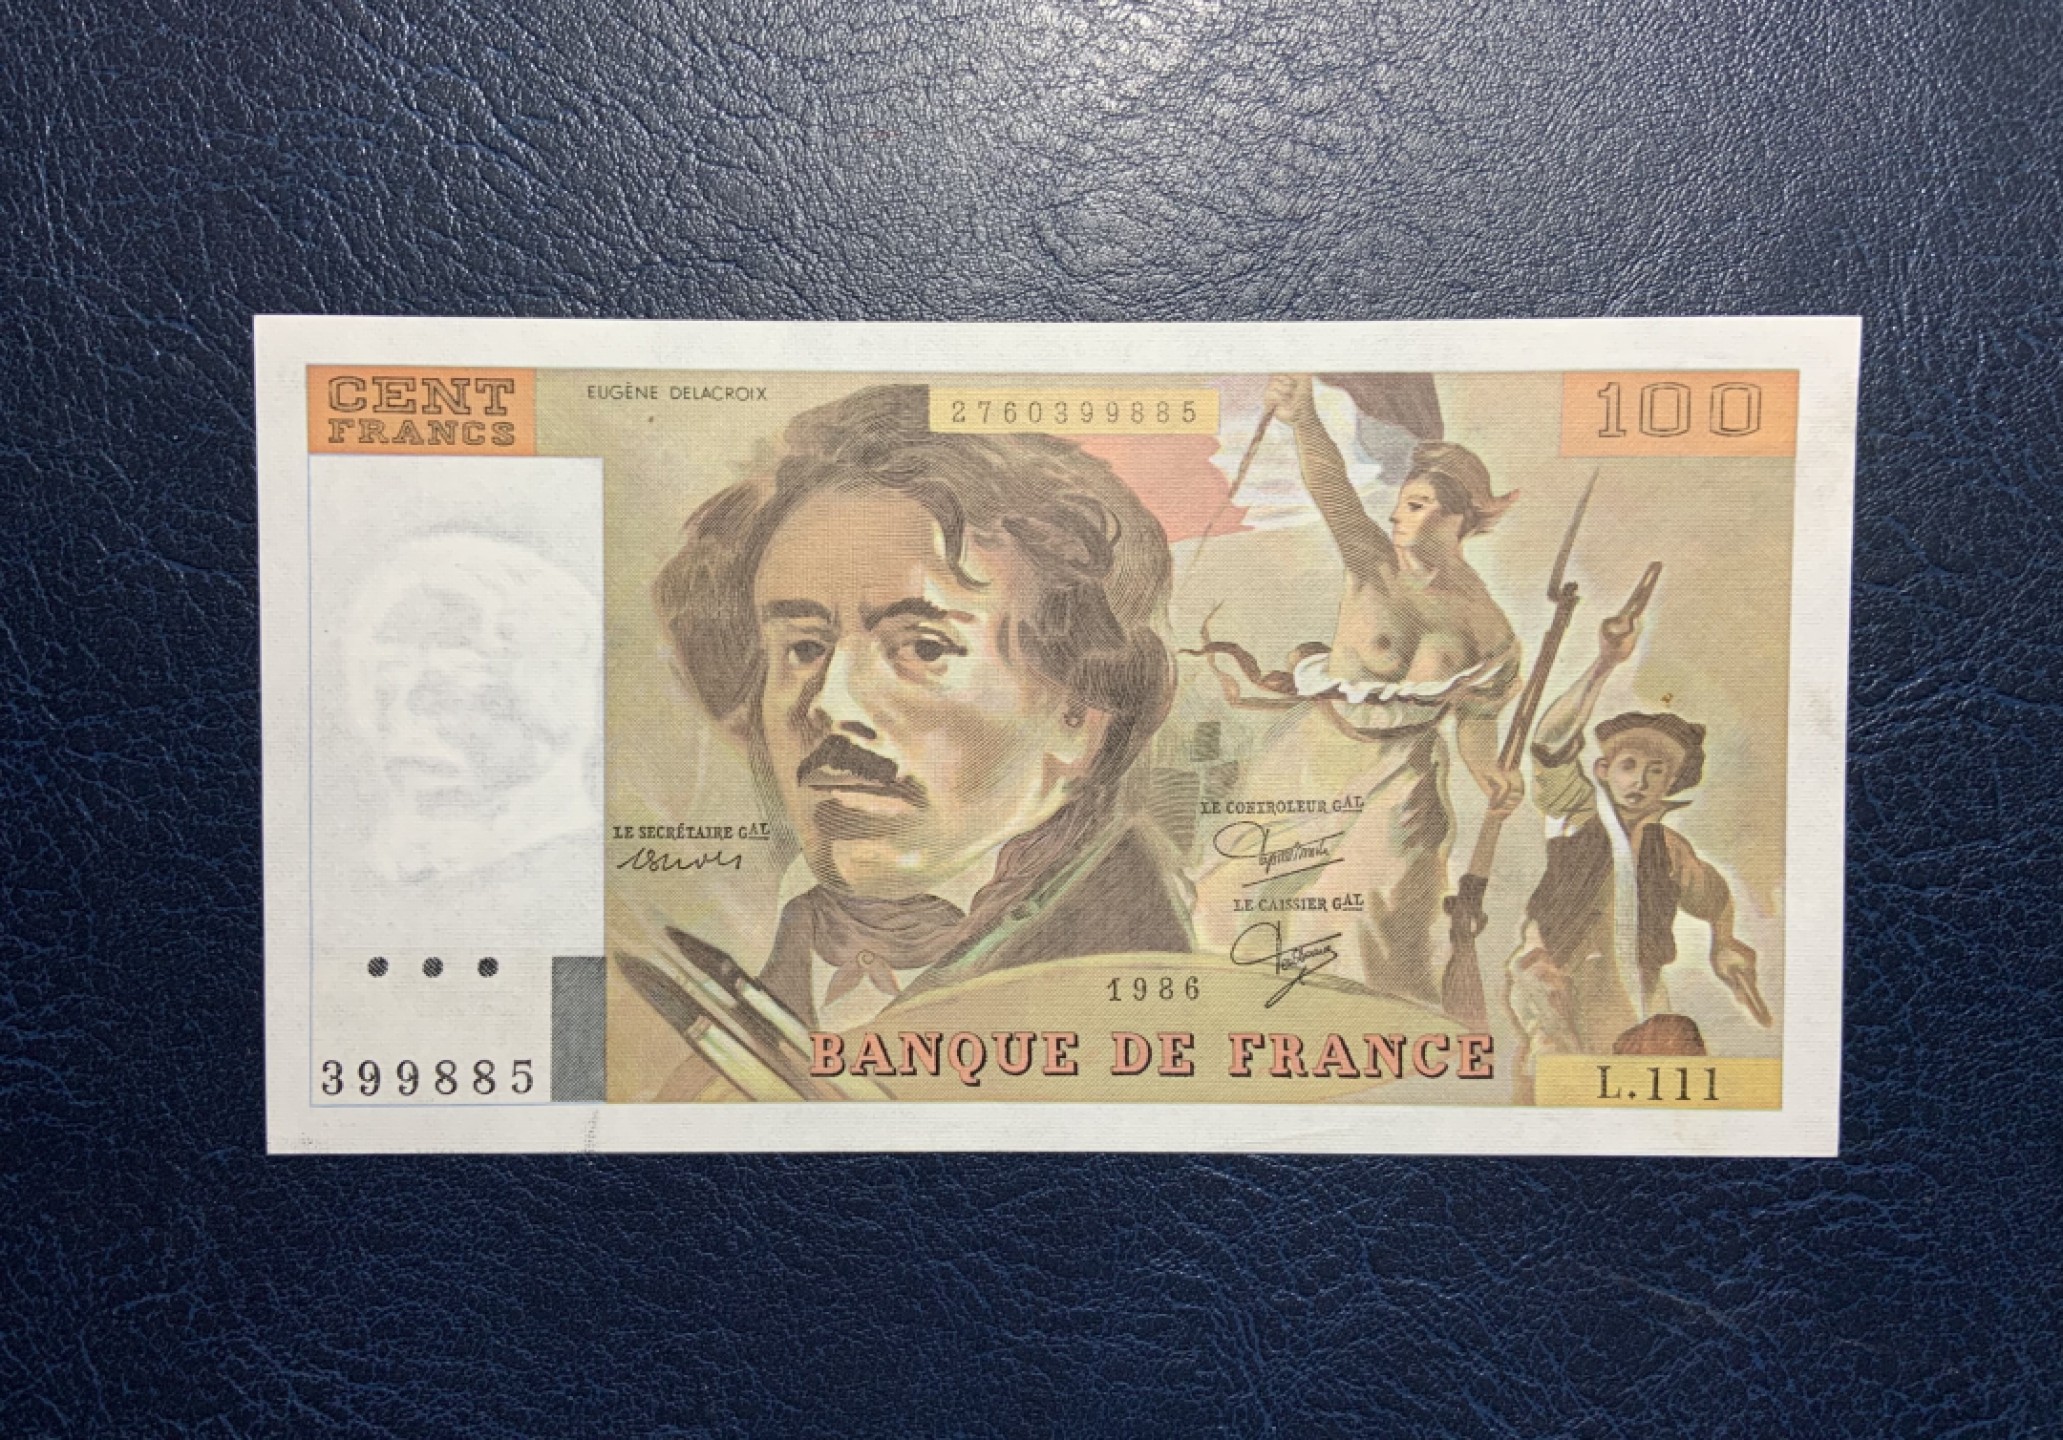 CENT
FRANCS
EUGÈNE DELACROIX
2760399885
100
LE SECRÉTAIRE GAL
LE CONTROLEUR GAL
LE CAISSIER GAL
1986
BANQUE DE FRANCE
399885
L.111